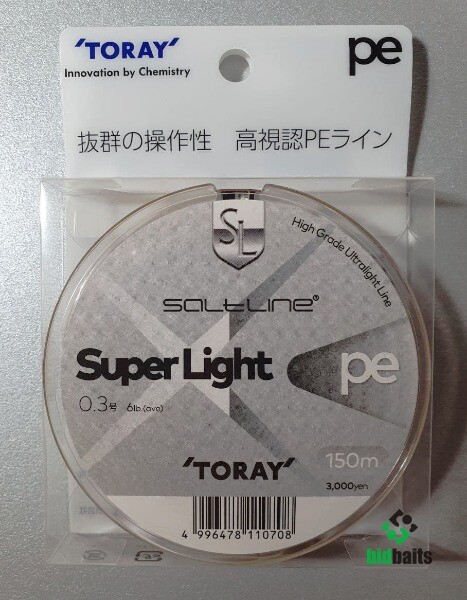 'TORAY'
pe
Innovation by Chemistry
抜群の操作性 高視認PEライン
SL
High Grade Ultralight Line
SALTLINE®
Super Light
pe
0.3号 6lb.(ave)
'TORAY'
150m
3,000yen
4 996478 110708
bidbaits